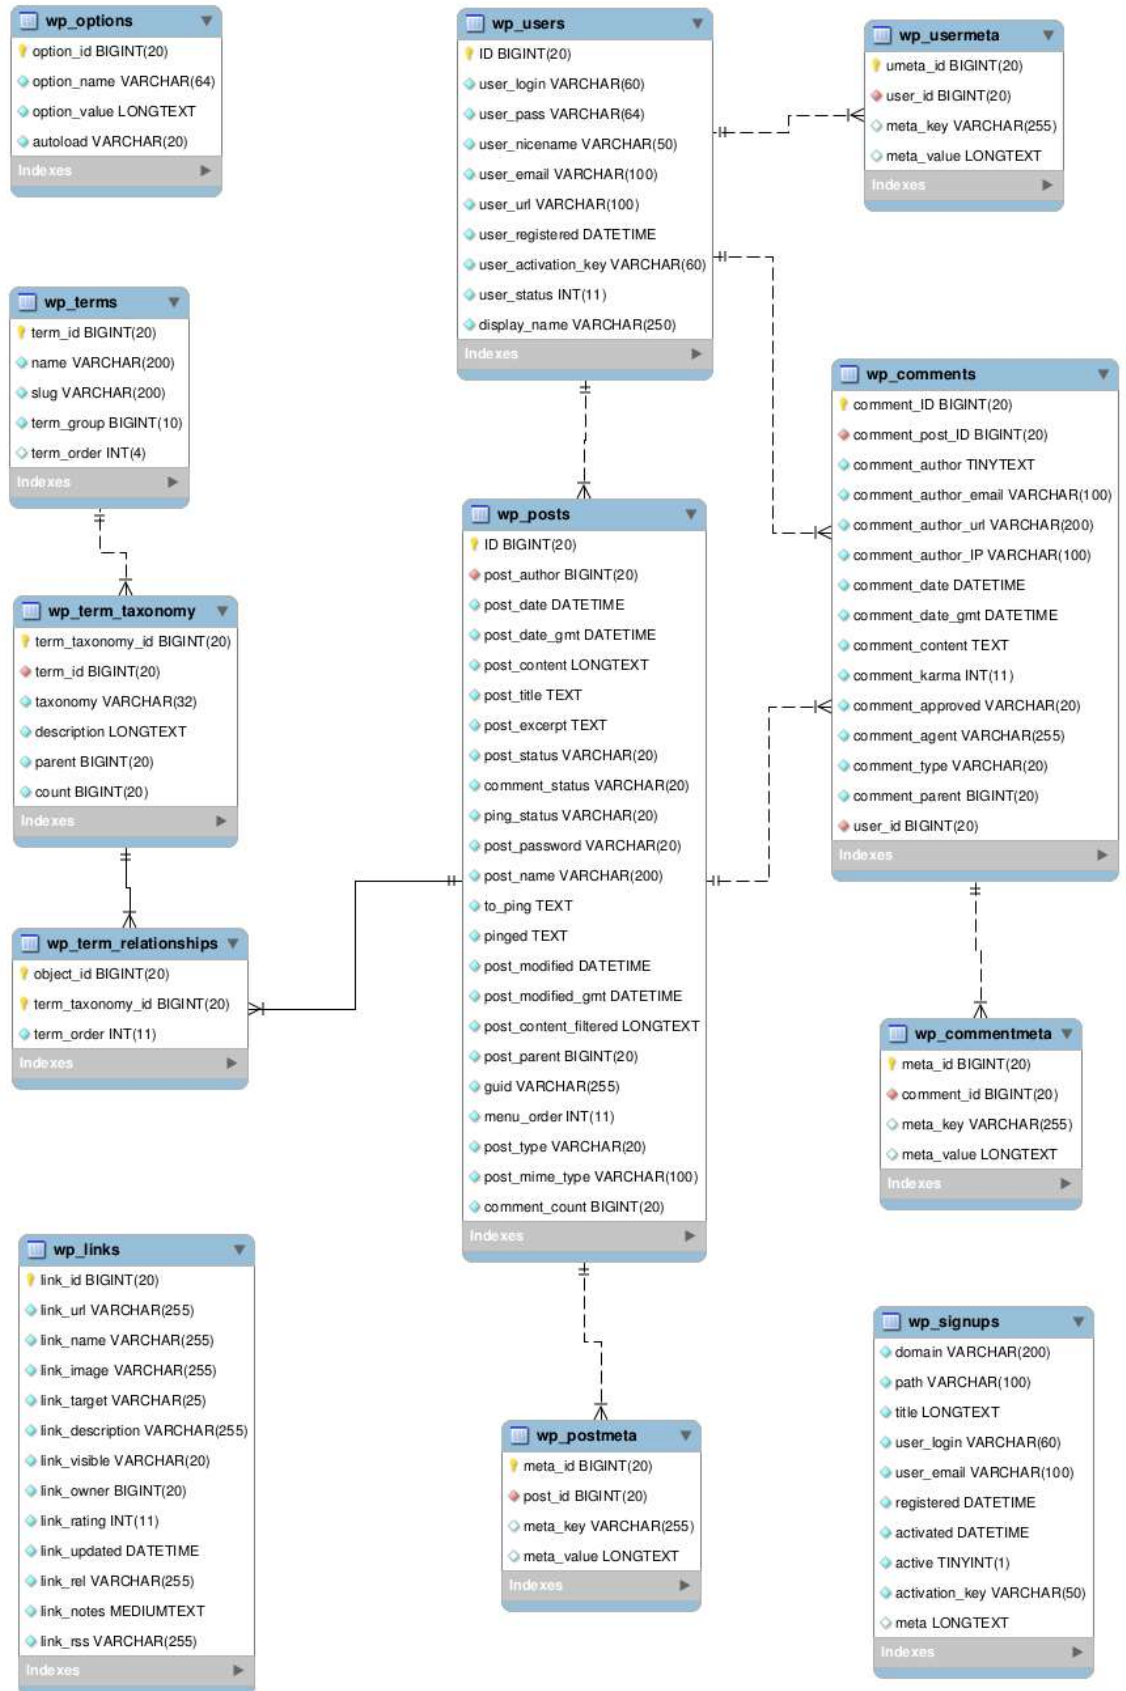 wp_options
option_id BIGINT(20)
option_name VARCHAR(64)
option_value LONGTEXT
autoload VARCHAR(20)
Indexes
wp_users
ID BIGINT(20)
user_login VARCHAR(60)
user_pass VARCHAR(64)
user_nicename VARCHAR(50)
user_email VARCHAR(100)
user_url VARCHAR(100)
user_registered DATETIME
user_activation_key VARCHAR(60)
user_status INT(11)
display_name VARCHAR(250)
Indexes
wp_usermeta
umeta_id BIGINT(20)
user_id BIGINT(20)
meta_key VARCHAR(255)
meta_value LONGTEXT
Indexes
wp_terms
term_id BIGINT(20)
name VARCHAR(200)
slug VARCHAR(200)
term_group BIGINT(10)
term_order INT(4)
Indexes
wp_comments
comment_ID BIGINT(20)
comment_post_ID BIGINT(20)
comment_author TINYTEXT
comment_author_email VARCHAR(100)
comment_author_url VARCHAR(200)
comment_author_IP VARCHAR(100)
comment_date DATETIME
comment_date_gmt DATETIME
comment_content TEXT
comment_karma INT(11)
comment_approved VARCHAR(20)
comment_agent VARCHAR(255)
comment_type VARCHAR(20)
comment_parent BIGINT(20)
user_id BIGINT(20)
Indexes
wp_posts
ID BIGINT(20)
post_author BIGINT(20)
post_date DATETIME
post_date_gmt DATETIME
post_content LONGTEXT
post_title TEXT
post_excerpt TEXT
post_status VARCHAR(20)
comment_status VARCHAR(20)
ping_status VARCHAR(20)
post_password VARCHAR(20)
post_name VARCHAR(200)
to_ping TEXT
pinged TEXT
post_modified DATETIME
post_modified_gmt DATETIME
post_content_filtered LONGTEXT
post_parent BIGINT(20)
guid VARCHAR(255)
menu_order INT(11)
post_type VARCHAR(20)
post_mime_type VARCHAR(100)
comment_count BIGINT(20)
Indexes
wp_term_taxonomy
term_taxonomy_id BIGINT(20)
term_id BIGINT(20)
taxonomy VARCHAR(32)
description LONGTEXT
parent BIGINT(20)
count BIGINT(20)
Indexes
wp_term_relationships
object_id BIGINT(20)
term_taxonomy_id BIGINT(20)
term_order INT(11)
Indexes
wp_commentmeta
meta_id BIGINT(20)
comment_id BIGINT(20)
meta_key VARCHAR(255)
meta_value LONGTEXT
Indexes
wp_links
link_id BIGINT(20)
link_url VARCHAR(255)
link_name VARCHAR(255)
link_image VARCHAR(255)
link_target VARCHAR(25)
link_description VARCHAR(255)
link_visible VARCHAR(20)
link_owner BIGINT(20)
link_rating INT(11)
link_updated DATETIME
link_rel VARCHAR(255)
link_notes MEDIUMTEXT
link_rss VARCHAR(255)
Indexes
wp_postmeta
meta_id BIGINT(20)
post_id BIGINT(20)
meta_key VARCHAR(255)
meta_value LONGTEXT
Indexes
wp_signups
domain VARCHAR(200)
path VARCHAR(100)
title LONGTEXT
user_login VARCHAR(60)
user_email VARCHAR(100)
registered DATETIME
activated DATETIME
active TINYINT(1)
activation_key VARCHAR(50)
meta LONGTEXT
Indexes